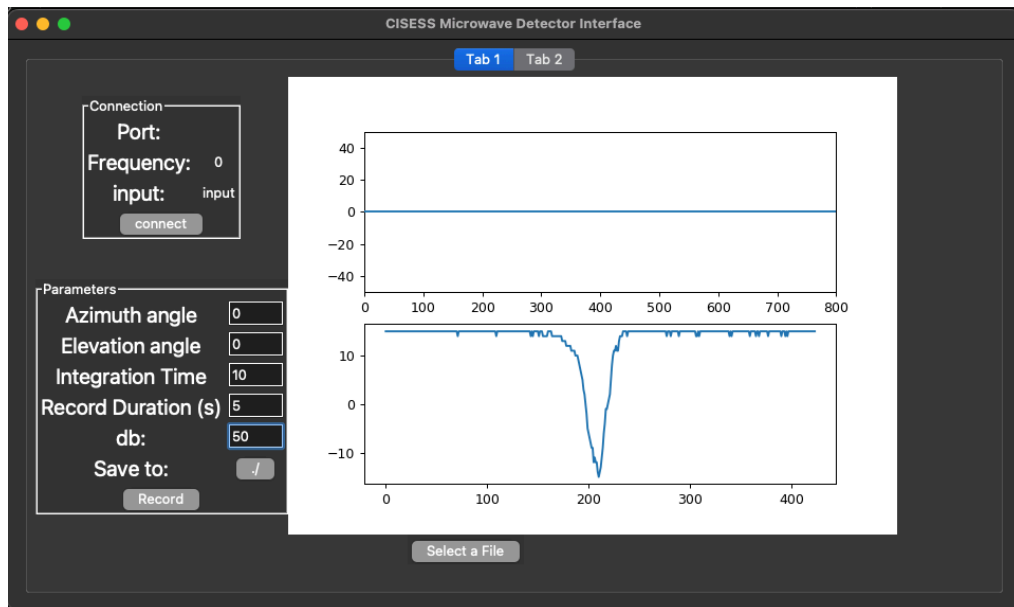 CISESS Microwave Detector Interface
Tab 1 Tab 2
Connection
Port:
Frequency: 0
input: input
connect
Parameters
Azimuth angle 0
Elevation angle 0
Integration Time 10
Record Duration (s) 5
db: 50
Save to: ./
Record
40
20
0
−20
−40
0 100 200 300 400 500 600 700 800
10
0
−10
0 100 200 300 400
Select a File